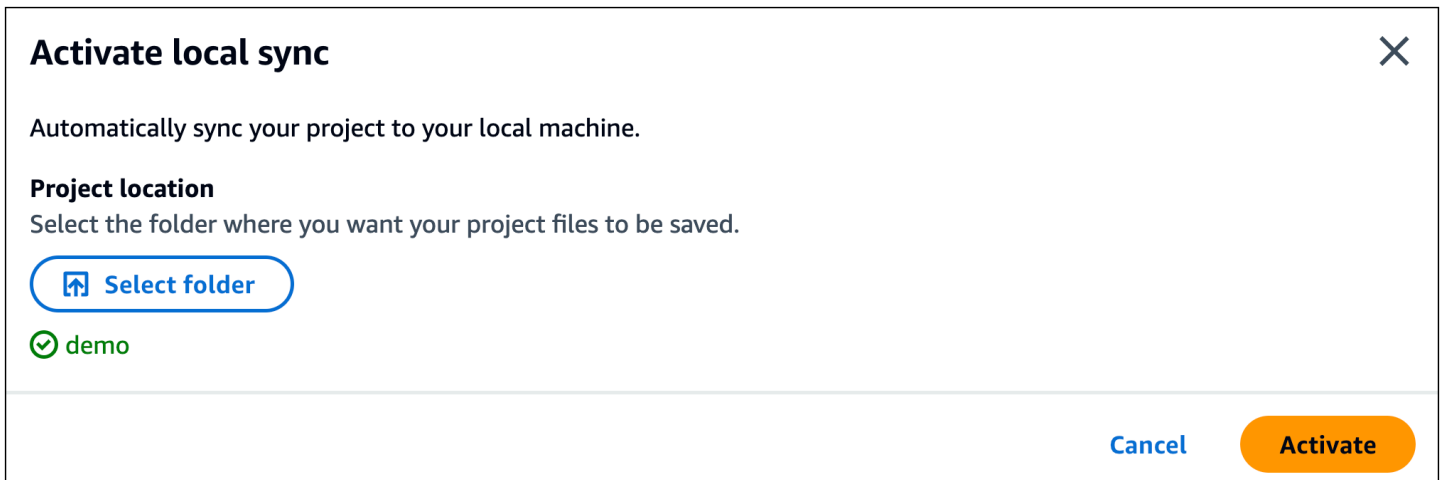 Activate local sync
Automatically sync your project to your local machine.
Project location
Select the folder where you want your project files to be saved.
Select folder
demo
Cancel Activate